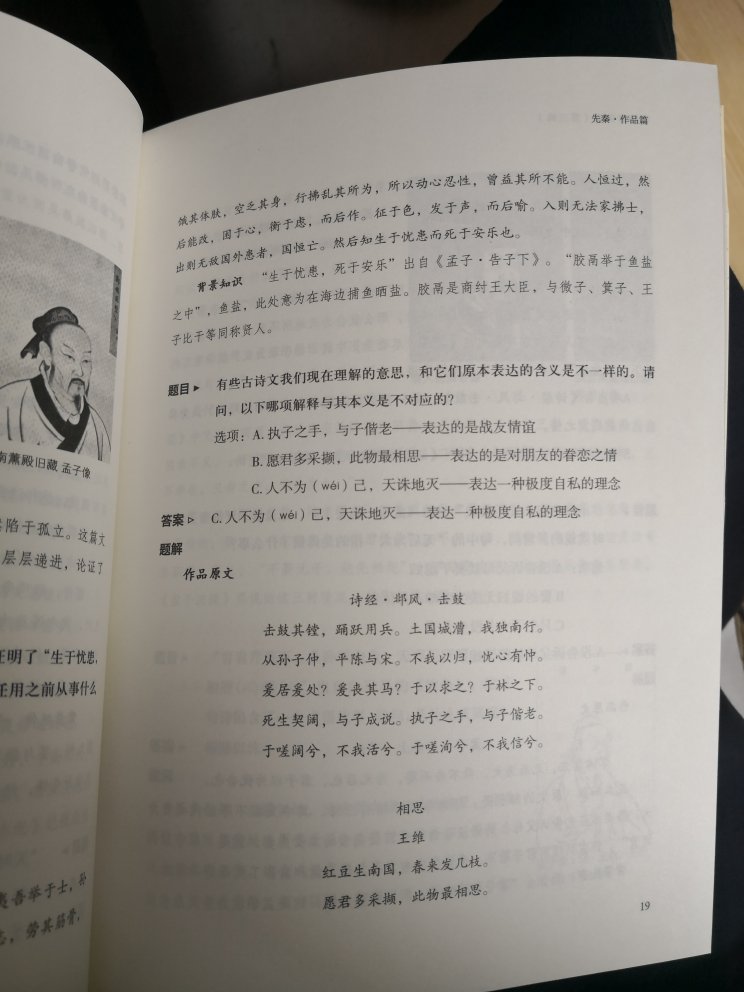 南薰殿旧藏 孟子像
陷于孤立。这篇文
层层递进，论证了
明了“生于忧患，
任用之前从事什么
夷吾举于士，孙
志，劳其筋骨，
先秦·作品篇
饿其体肤，空乏其身，行拂乱其所为，所以动心忍性，曾益其所不能。人恒过，然
后能改，困于心，衡于虑，而后作。征于色，发于声，而后喻。入则无法家拂士，
出则无敌国外患者，国恒亡。然后知生于忧患而死于安乐也。
背景知识 “生于忧患，死于安乐”出自《孟子·告子下》。“胶鬲举于鱼盐
之中”，鱼盐，此处意为在海边捕鱼晒盐。胶鬲是商纣王大臣，与微子、箕子、王
子比干等同称贤人。
题目▶ 有些古诗文我们现在理解的意思，和它们原本表达的含义是不一样的。请
问，以下哪项解释与其本义是不对应的？
选项：A. 执子之手，与子偕老——表达的是战友情谊
B. 愿君多采撷，此物最相思——表达的是对朋友的眷恋之情
C. 人不为（wéi）己，天诛地灭——表达一种极度自私的理念
答案▷ C. 人不为（wéi）己，天诛地灭——表达一种极度自私的理念
题解
作品原文
诗经·邶风·击鼓
击鼓其镗，踊跃用兵。土国城漕，我独南行。
从孙子仲，平陈与宋。不我以归，忧心有忡。
爰居爰处？爰丧其马？于以求之？于林之下。
死生契阔，与子成说。执子之手，与子偕老。
于嗟阔兮，不我活兮。于嗟洵兮，不我信兮。
相思
王维
红豆生南国，春来发几枝。
愿君多采撷，此物最相思。
19